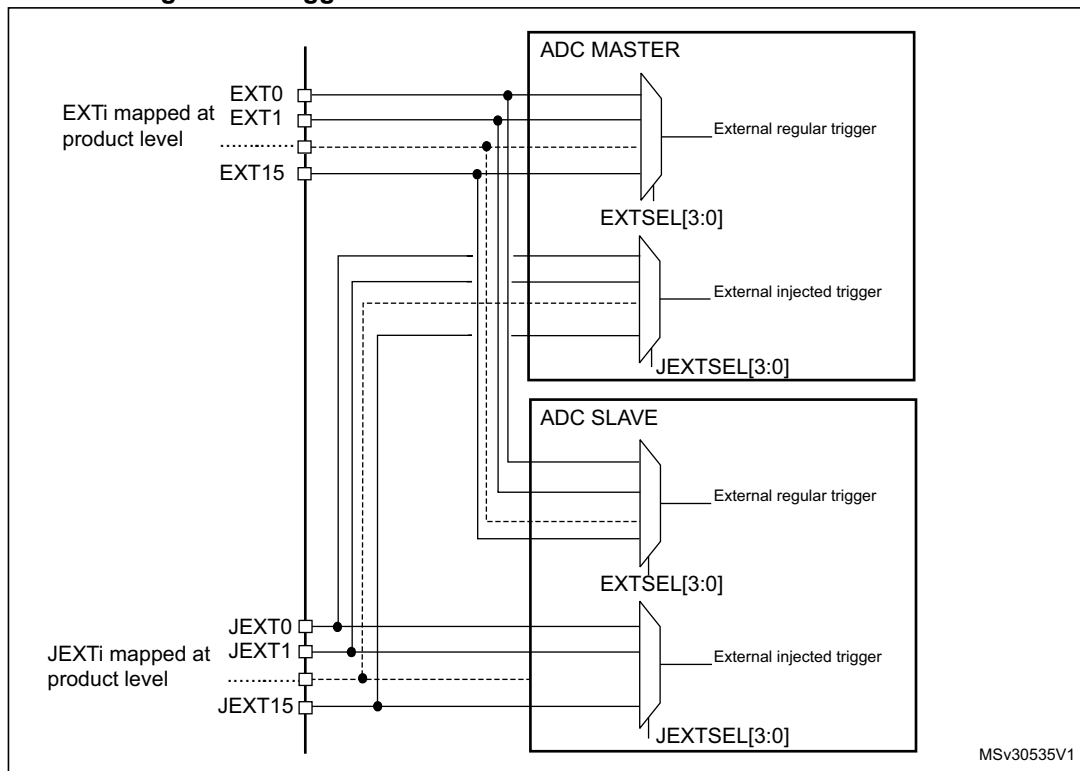 ADC MASTER
EXT0
EXTi mapped at
product level
EXT1
...........
EXT15
External regular trigger
EXTSEL[3:0]
External injected trigger
JEXTSEL[3:0]
ADC SLAVE
External regular trigger
EXTSEL[3:0]
JEXT0
JEXTi mapped at
product level
JEXT1
...........
JEXT15
External injected trigger
JEXTSEL[3:0]
MSv30535V1